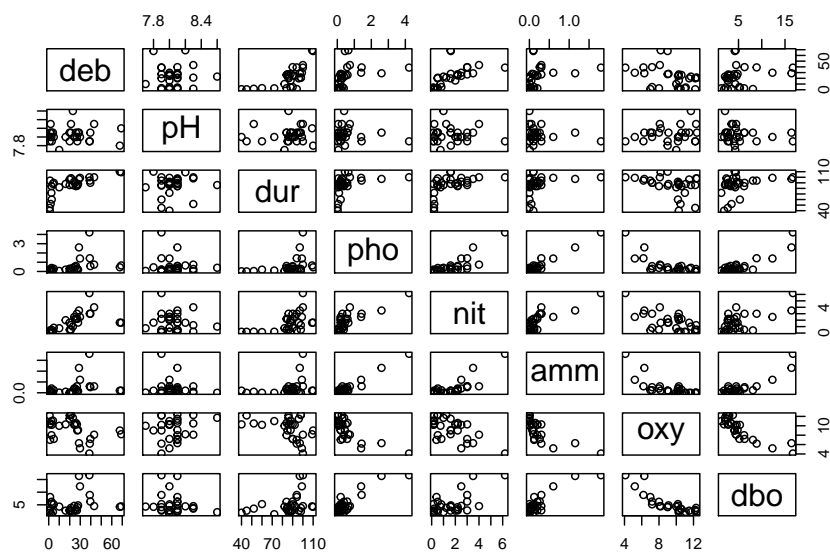 7.8 8.4 0 2 4 0.0 1.0 5 15
deb 0 50
7.8 pH
dur 40 110
0 3 pho
nit 0 4
0.0 amm
oxy 4 10
5 dbo
0 30 60 40 70 110 0 2 4 6 4 8 12